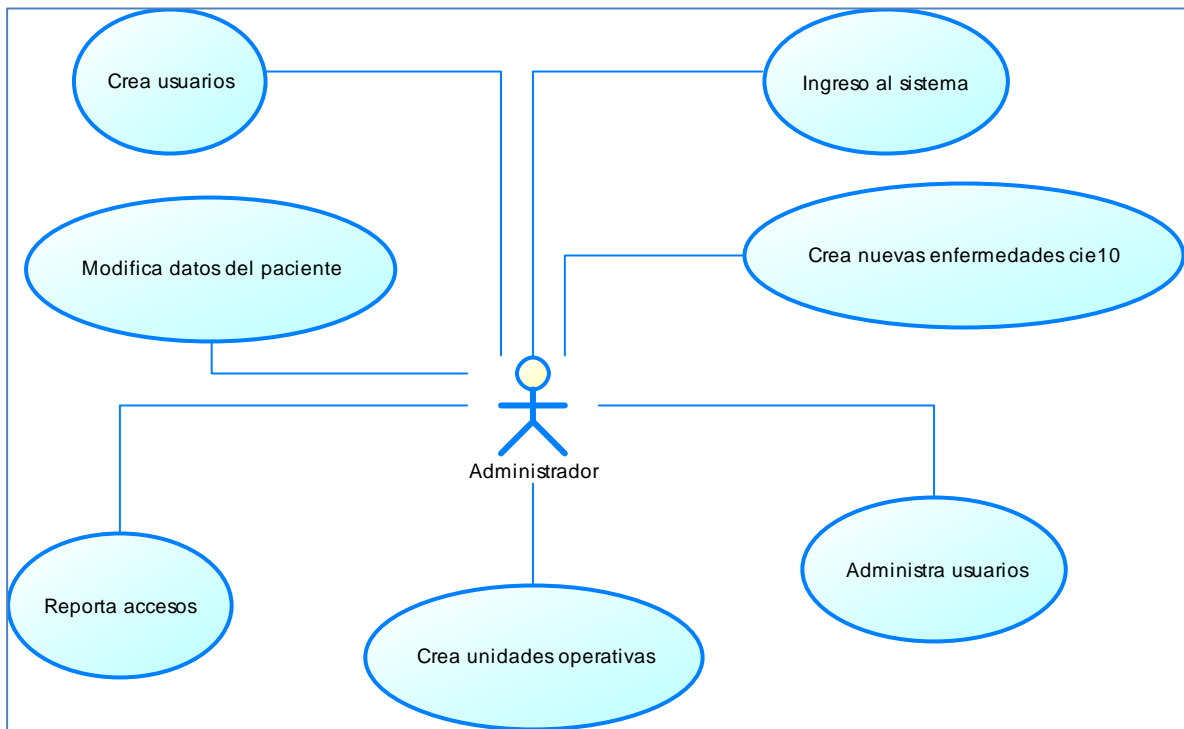 Crea usuarios
Ingreso al sistema
Modifica datos del paciente
Crea nuevas enfermedades cie10
Administrador
Reporta accesos
Administra usuarios
Crea unidades operativas